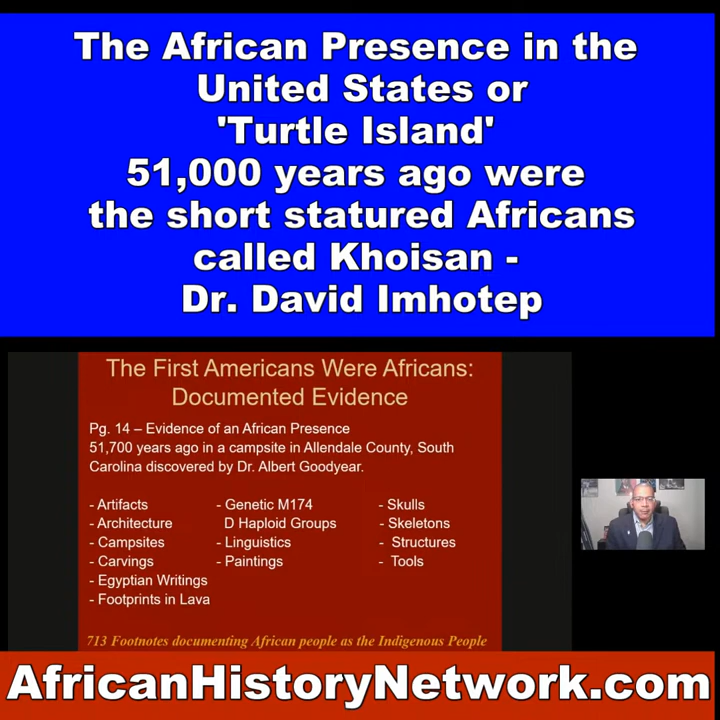 The African Presence in the
United States or
'Turtle Island'
51,000 years ago were
the short statured Africans
called Khoisan -
Dr. David Imhotep
The First Americans Were Africans:
Documented Evidence
Pg. 14 – Evidence of an African Presence
51,700 years ago in a campsite in Allendale County, South
Carolina discovered by Dr. Albert Goodyear.
- Artifacts
- Architecture
- Campsites
- Carvings
- Egyptian Writings
- Footprints in Lava
- Genetic M174
D Haploid Groups
- Linguistics
- Paintings
- Skulls
- Skeletons
- Structures
- Tools
713 Footnotes documenting African people as the Indigenous People
AfricanHistoryNetwork.com